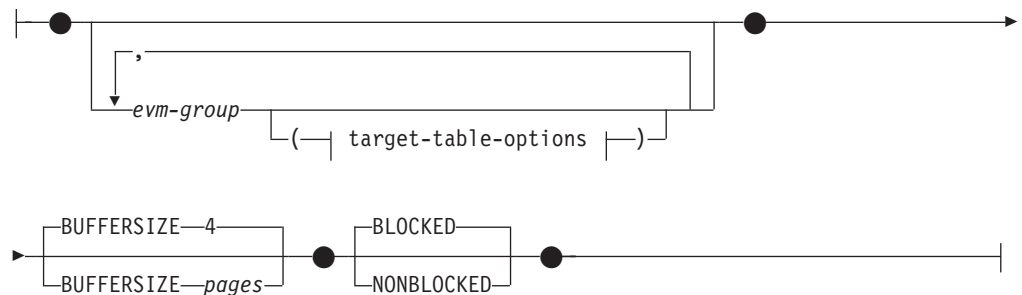 ,
evm-group
( target-table-options )
BUFFERSIZE 4 BLOCKED
BUFFERSIZE pages NONBLOCKED